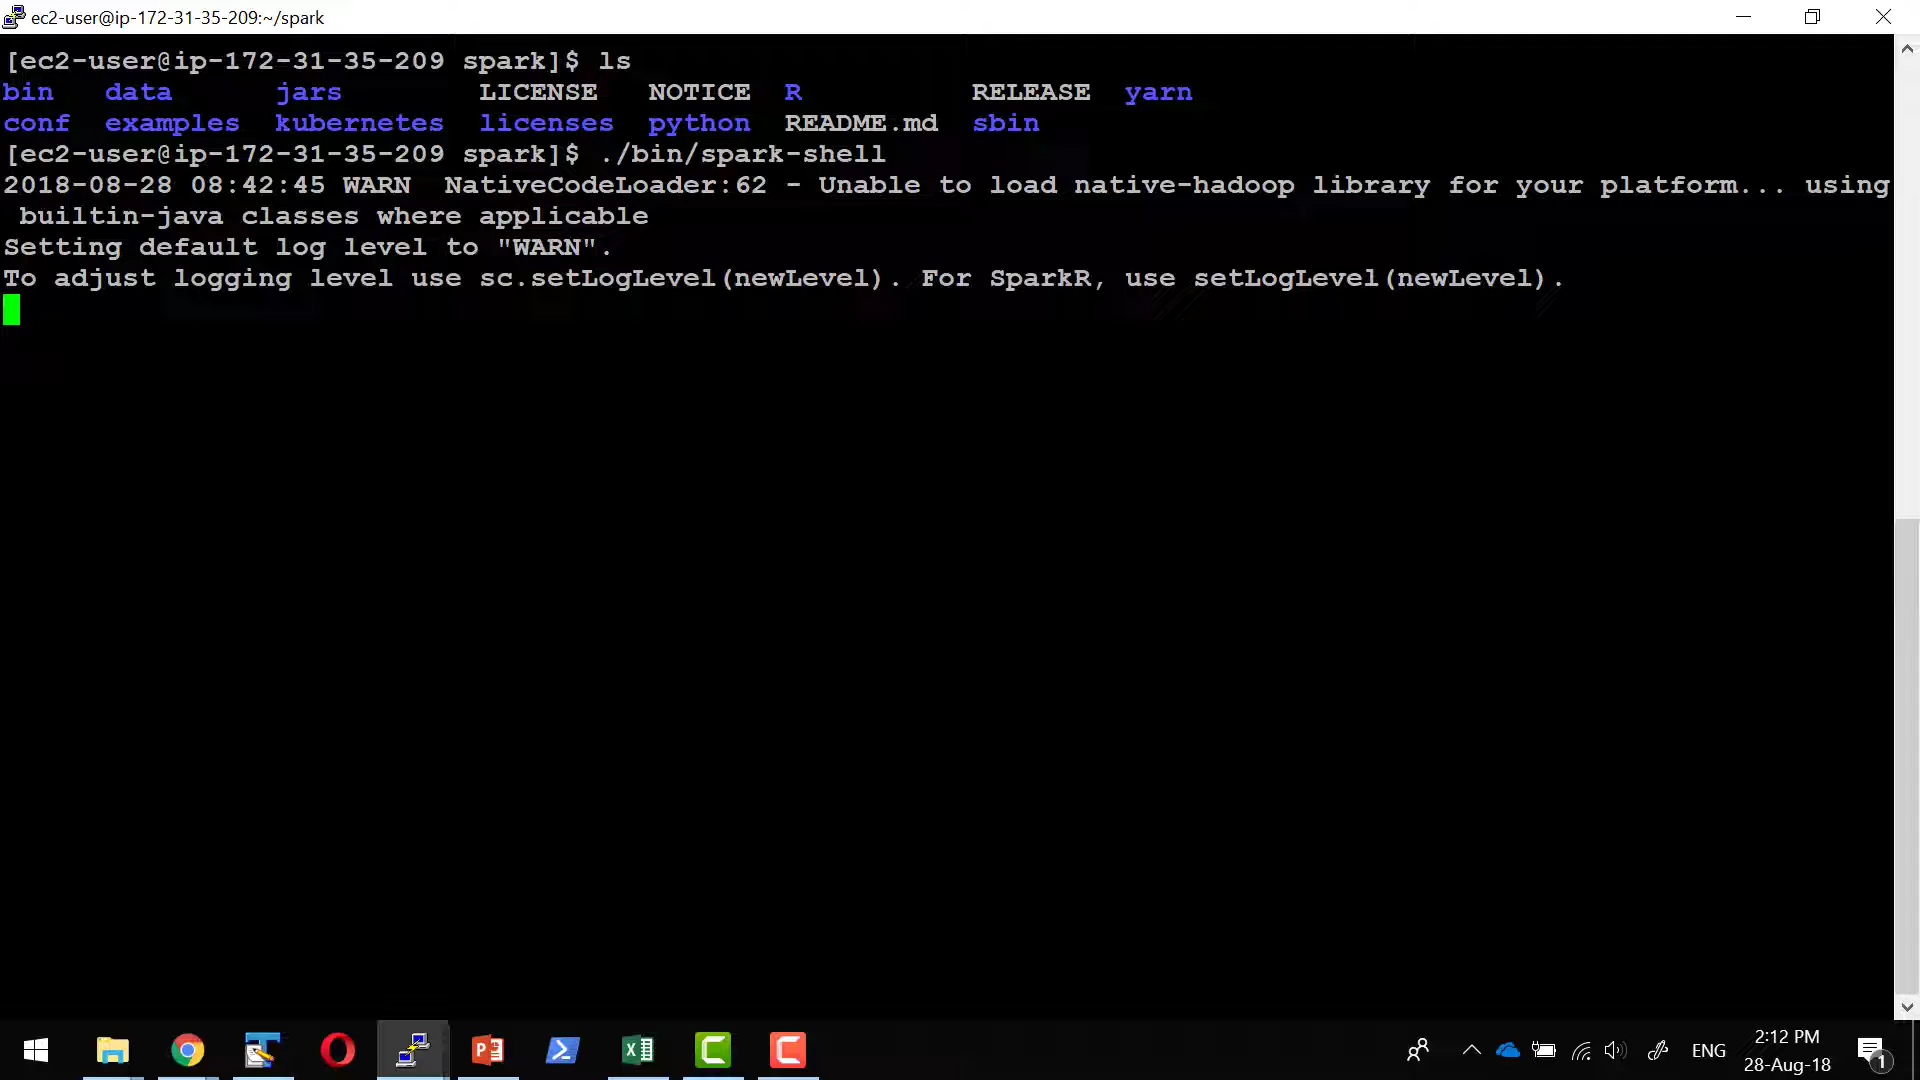 ec2-user@ip-172-31-35-209:~/spark
[ec2-user@ip-172-31-35-209 spark]$ ls
bin data jars LICENSE NOTICE R RELEASE yarn
conf examples kubernetes licenses python README.md sbin
[ec2-user@ip-172-31-35-209 spark]$ ./bin/spark-shell
2018-08-28 08:42:45 WARN NativeCodeLoader:62 - Unable to load native-hadoop library for your platform... using
builtin-java classes where applicable
Setting default log level to "WARN".
To adjust logging level use sc.setLogLevel(newLevel). For SparkR, use setLogLevel(newLevel).
ENG
2:12 PM
28-Aug-18
1